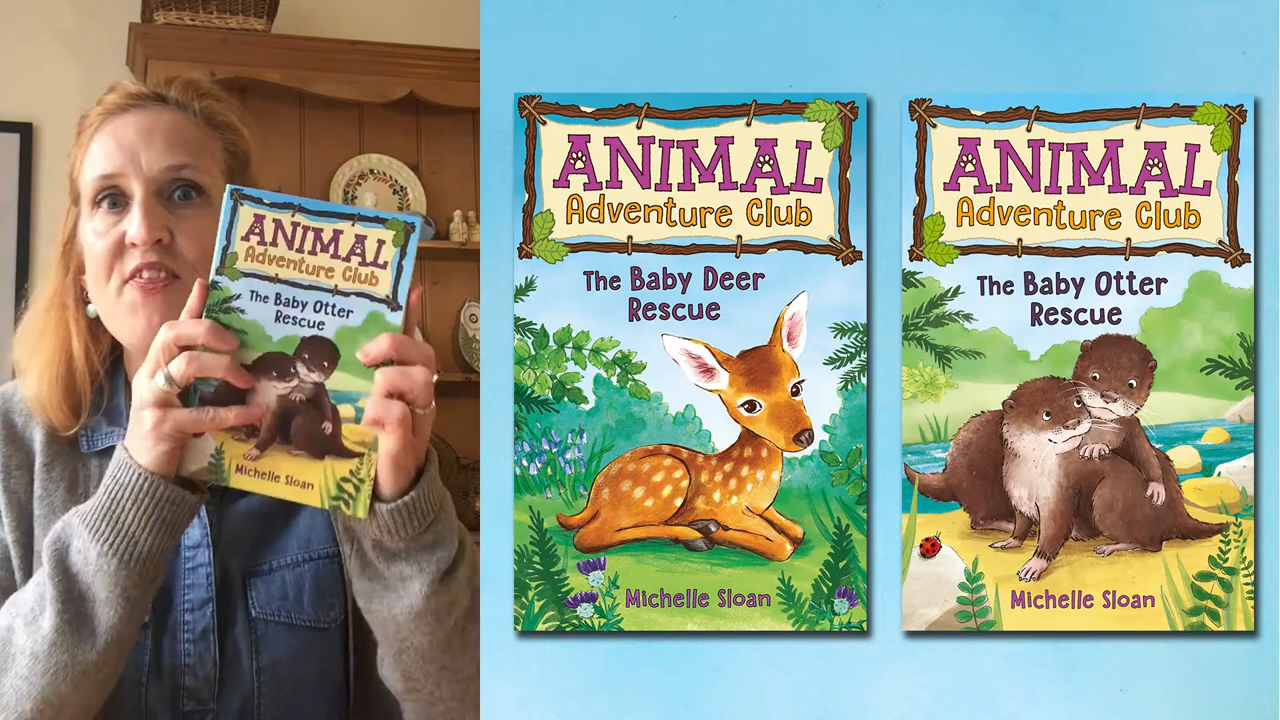 ANIMAL
Adventure Club
The Baby Otter
Rescue
Michelle Sloan
ANIMAL
Adventure Club
The Baby Deer
Rescue
Michelle Sloan
ANIMAL
Adventure Club
The Baby Otter
Rescue
Michelle Sloan